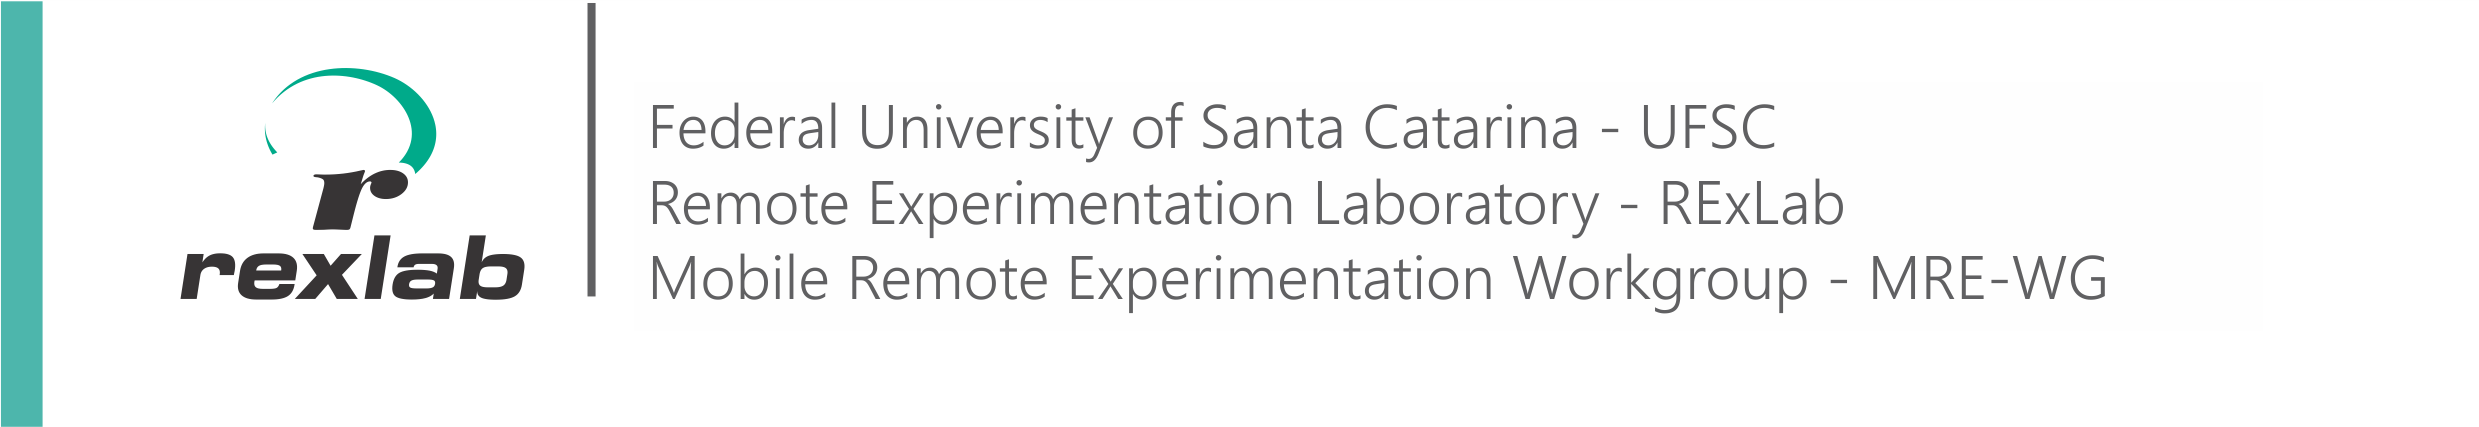 r
rexlab
Federal University of Santa Catarina - UFSC
Remote Experimentation Laboratory - RExLab
Mobile Remote Experimentation Workgroup - MRE-WG